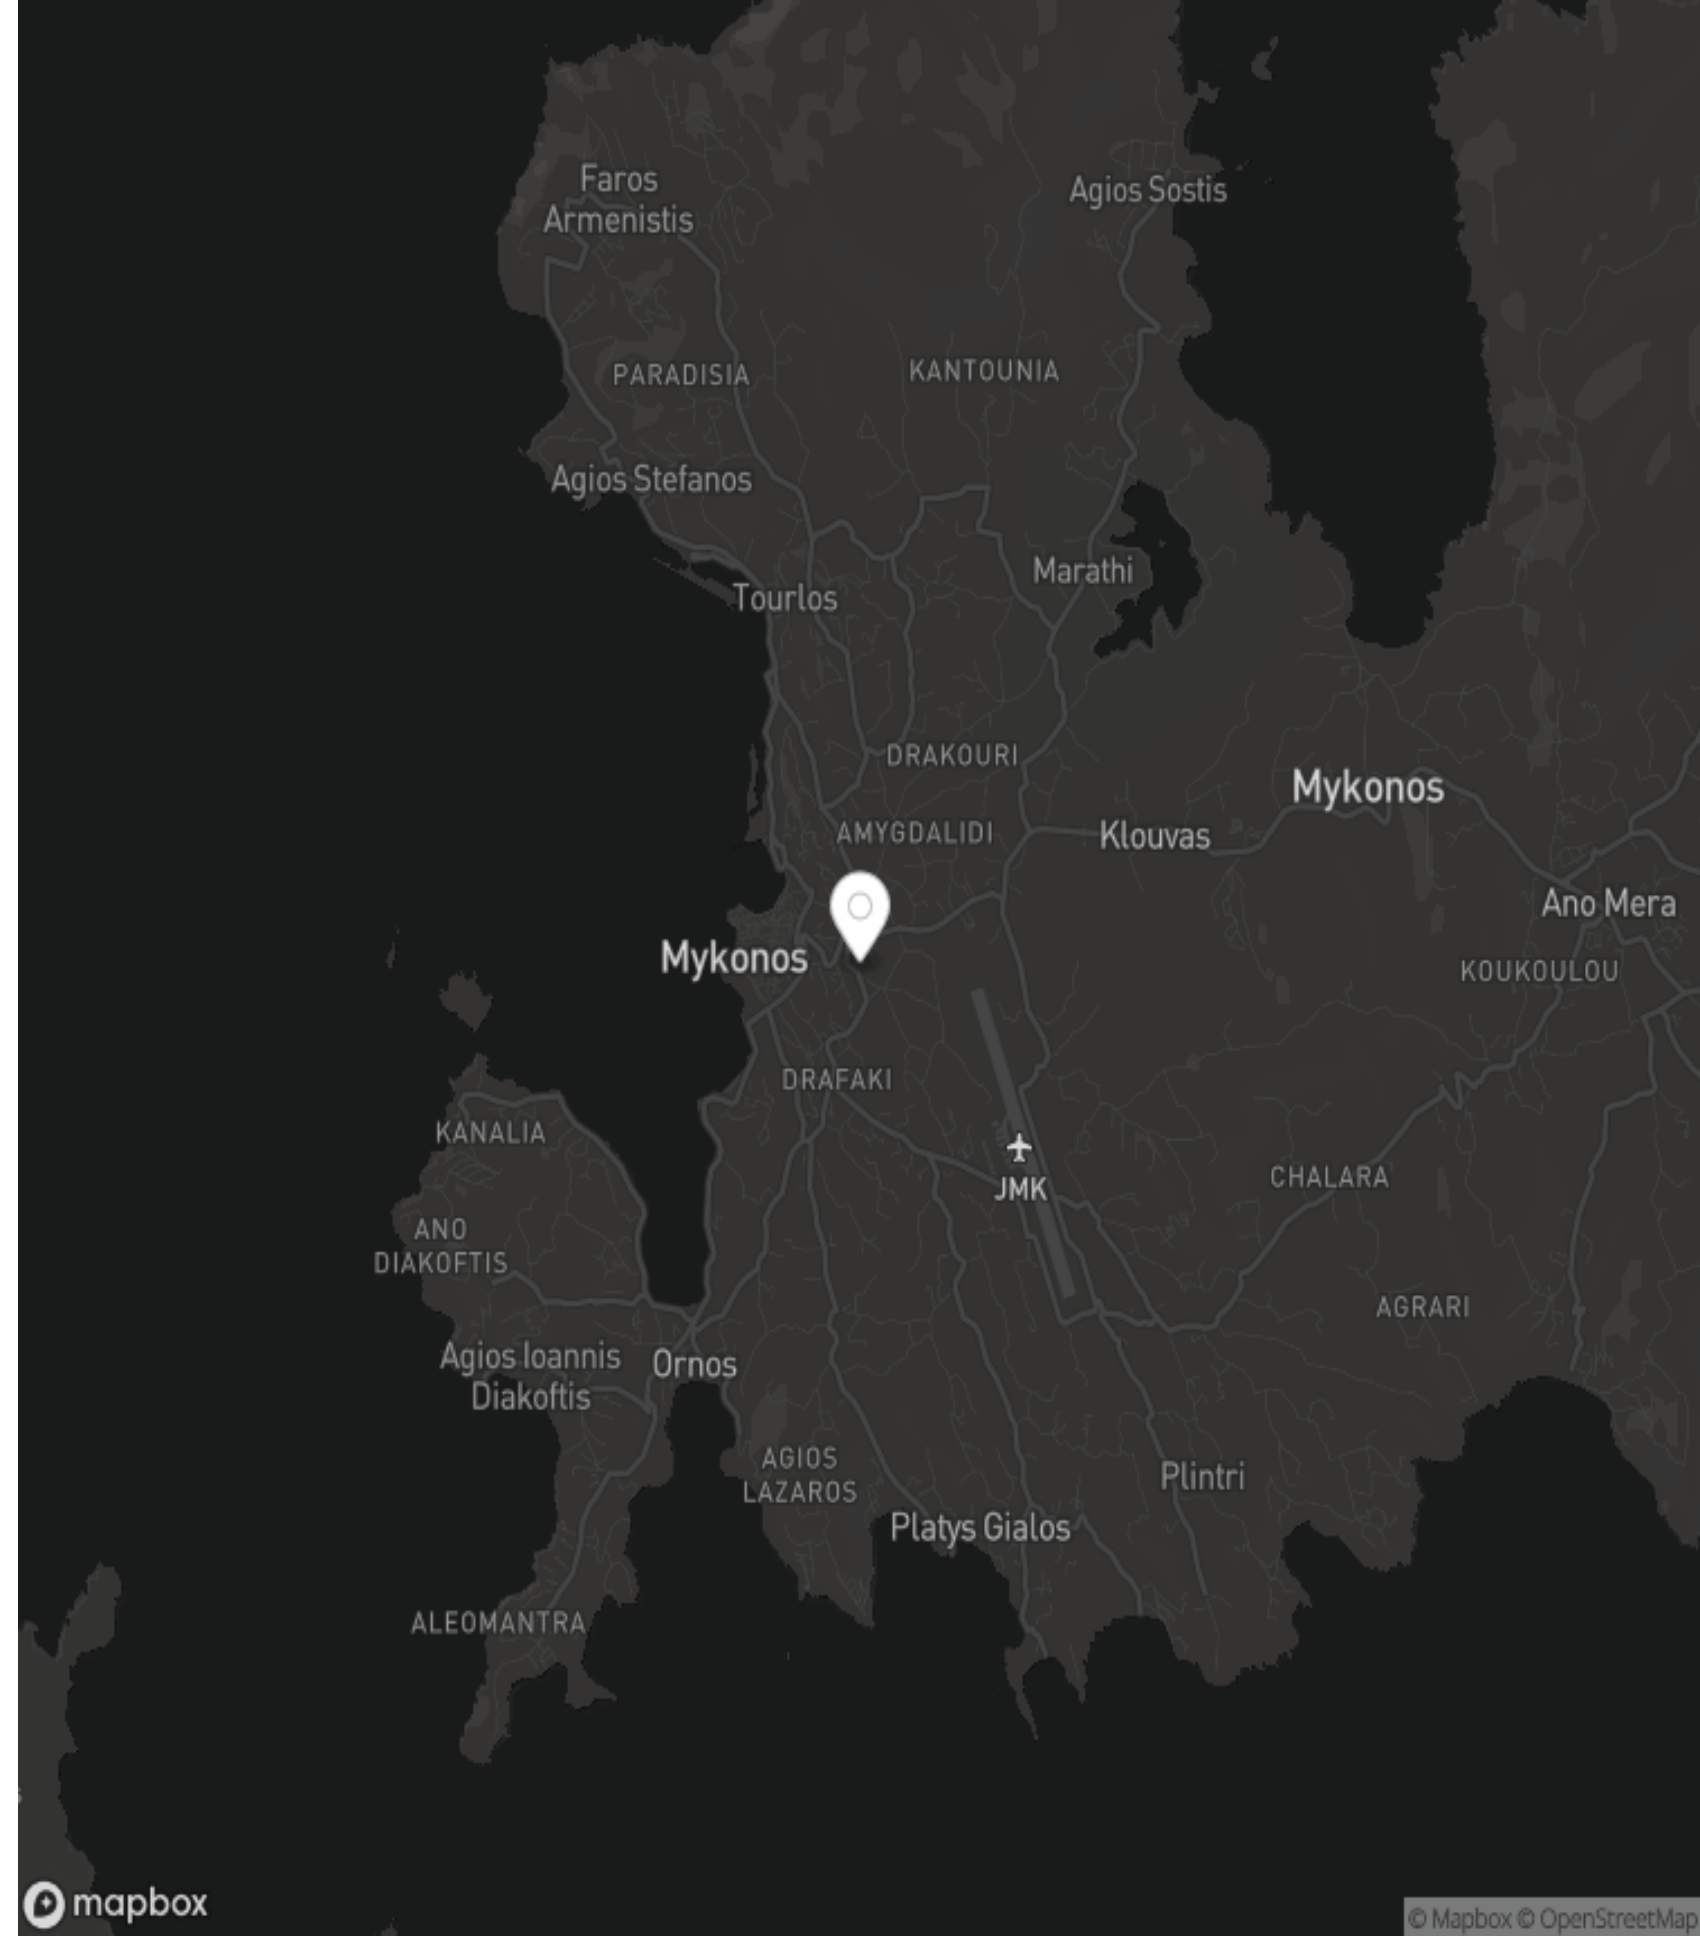 Faros
Armenistis
Agios Sostis
PARADISIA
KANTOUNIA
Agios Stefanos
Marathi
Tourlos
DRAKOURI
Mykonos
AMYGDALIDI
Klouvas
Ano Mera
Mykonos
KOUKOULOU
DRAFAKI
KANALIA
JMK
CHALARA
ANO
DIAKOFTIS
AGRARI
Agios Ioannis
Diakoftis
Ornos
AGIOS
LAZAROS
Plintri
Platys Gialos
ALEOMANTRA
mapbox
© Mapbox © OpenStreetMap